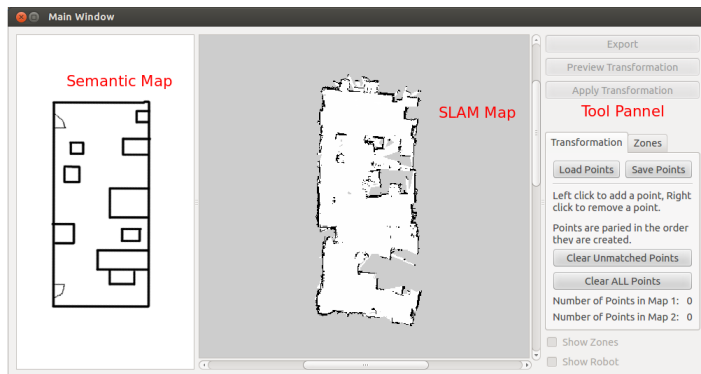 Main Window
Semantic Map
SLAM Map
Export
Preview Transformation
Apply Transformation
Tool Pannel
Transformation
Zones
Load Points
Save Points
Left click to add a point, Right
click to remove a point.
Points are paried in the order
they are created.
Clear Unmatched Points
Clear ALL Points
Number of Points in Map 1: 0
Number of Points in Map 2: 0
Show Zones
Show Robot